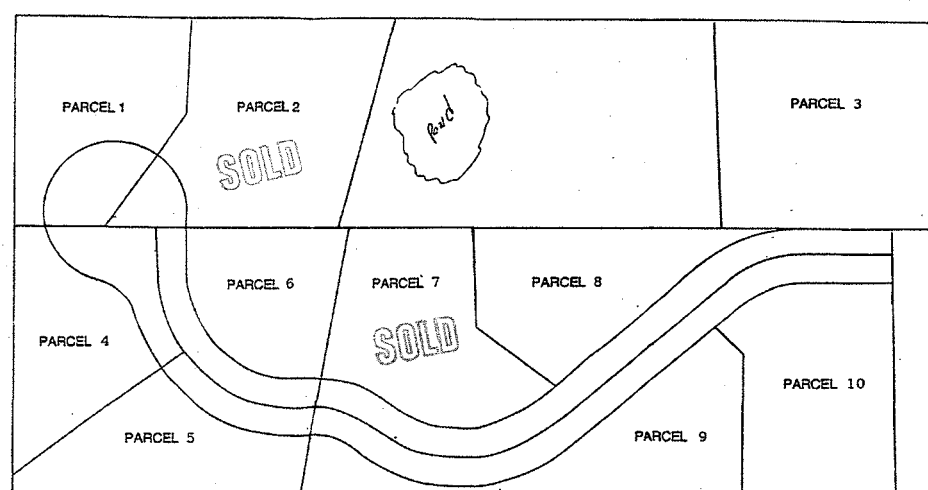 PARCEL 1
PARCEL 2
SOLD
Pond
PARCEL 3
PARCEL 4
PARCEL 5
PARCEL 6
PARCEL 7
SOLD
PARCEL 8
PARCEL 9
PARCEL 10